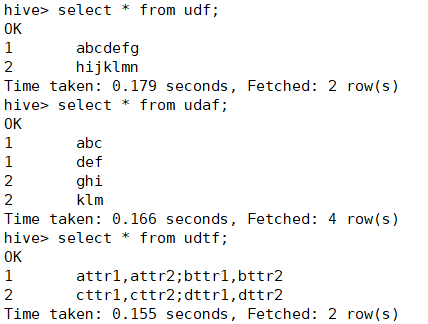 hive> select * from udf;
OK
1       abcdefg
2       hijklmn
Time taken: 0.179 seconds, Fetched: 2 row(s)
hive> select * from udaf;
OK
1       abc
1       def
2       ghi
2       klm
Time taken: 0.166 seconds, Fetched: 4 row(s)
hive> select * from udtf;
OK
1       attr1,attr2;bttr1,bttr2
2       cttr1,cttr2;dttr1,dttr2
Time taken: 0.155 seconds, Fetched: 2 row(s)